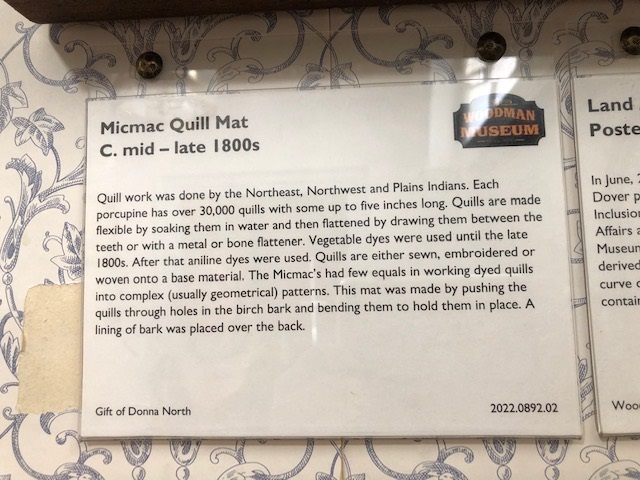 Micmac Quill Mat
C. mid – late 1800s
WOODMAN
MUSEUM
Quill work was done by the Northeast, Northwest and Plains Indians. Each
porcupine has over 30,000 quills with some up to five inches long. Quills are made
flexible by soaking them in water and then flattened by drawing them between the
teeth or with a metal or bone flattener. Vegetable dyes were used until the late
1800s. After that aniline dyes were used. Quills are either sewn, embroidered or
woven onto a base material. The Micmac's had few equals in working dyed quills
into complex (usually geometrical) patterns. This mat was made by pushing the
quills through holes in the birch bark and bending them to hold them in place. A
lining of bark was placed over the back.
Gift of Donna North
2022.0892.02
Land
Poste
In June,
Dover p
Inclusio
Affairs a
Museum
derived
curve
contai
Woo